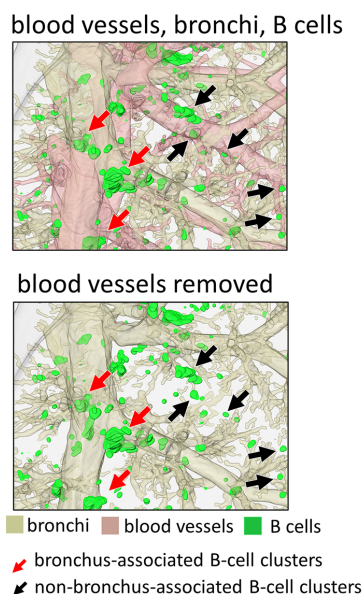 blood vessels, bronchi, B cells
blood vessels removed
bronchi blood vessels B cells
bronchus-associated B-cell clusters
non-bronchus-associated B-cell clusters